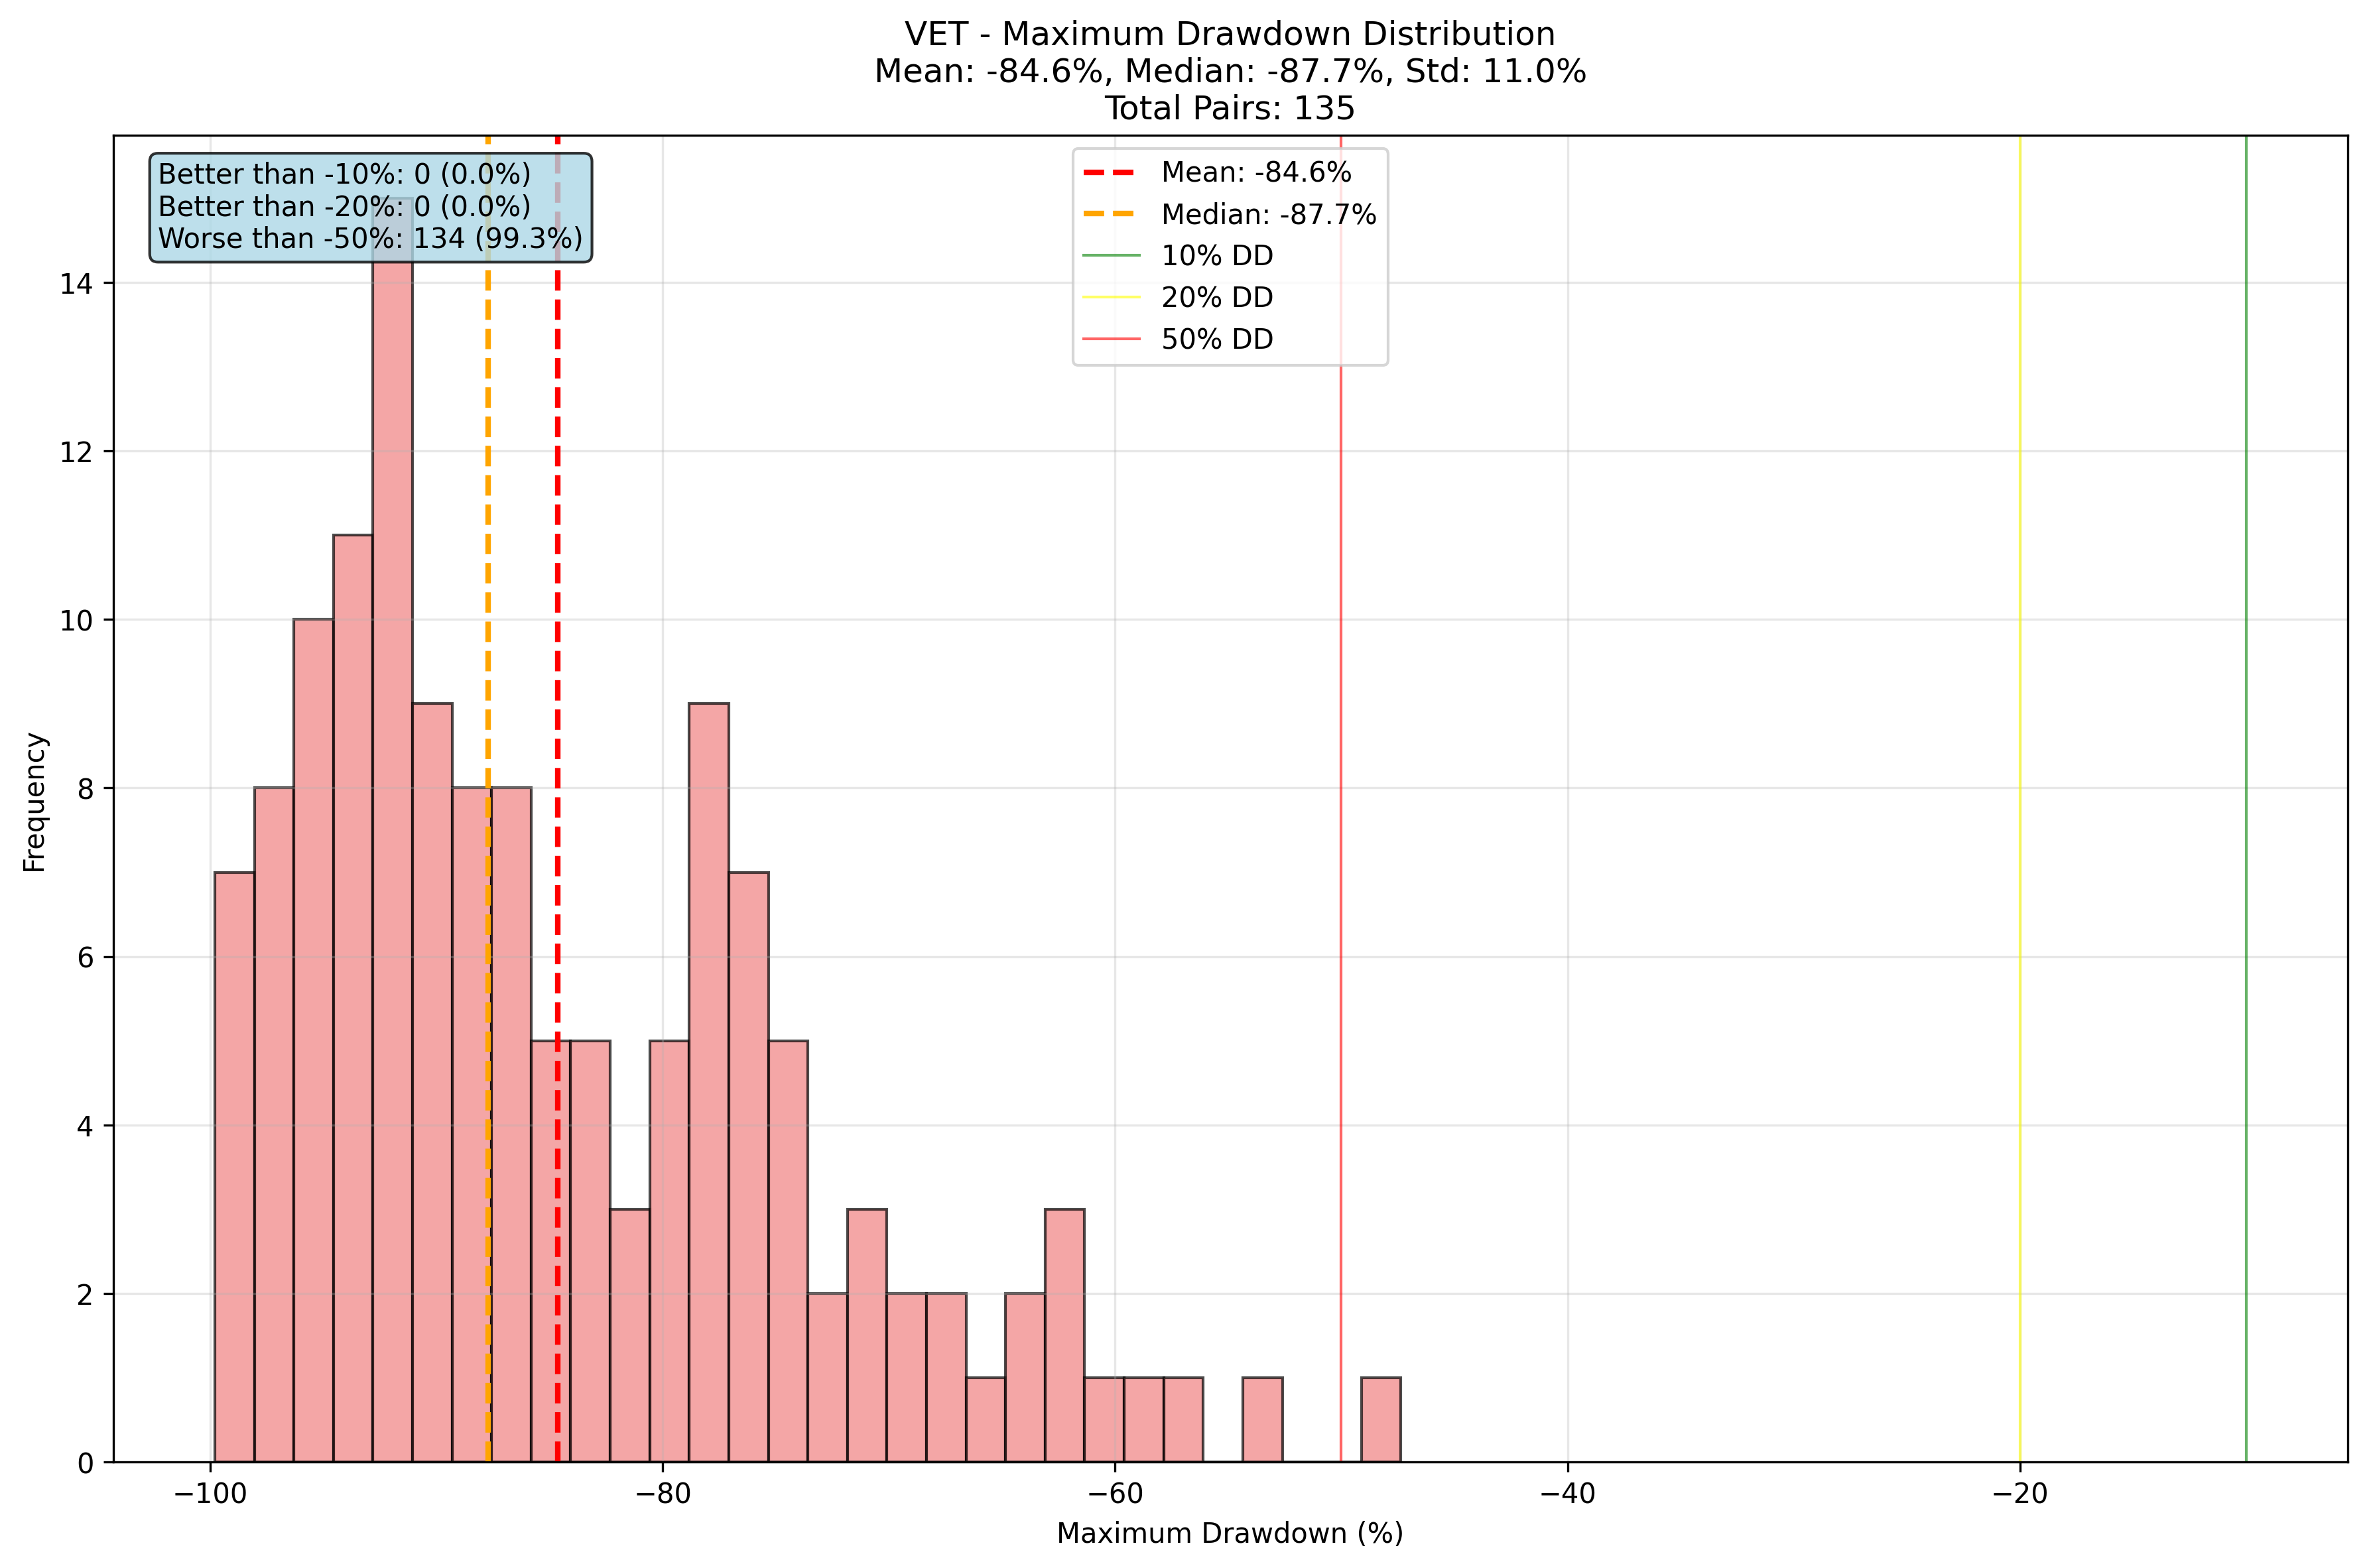 VET - Maximum Drawdown Distribution
Mean: -84.6%, Median: -87.7%, Std: 11.0%
Total Pairs: 135
Better than -10%: 0 (0.0%)
Better than -20%: 0 (0.0%)
Worse than -50%: 134 (99.3%)
Mean: -84.6%
Median: -87.7%
10% DD
20% DD
50% DD
14
12
10
8
6
4
2
0
Frequency
−100
−80
−60
−40
−20
Maximum Drawdown (%)